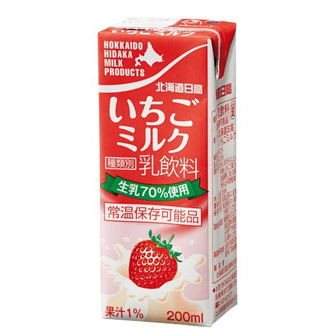 HOKKAIDO
HIDAKA
MILK
PRODUCTS
北海道日高
いちご
ミルク
種類別 乳飲料
生乳70%使用
常温保存可能品
果汁1%
200ml